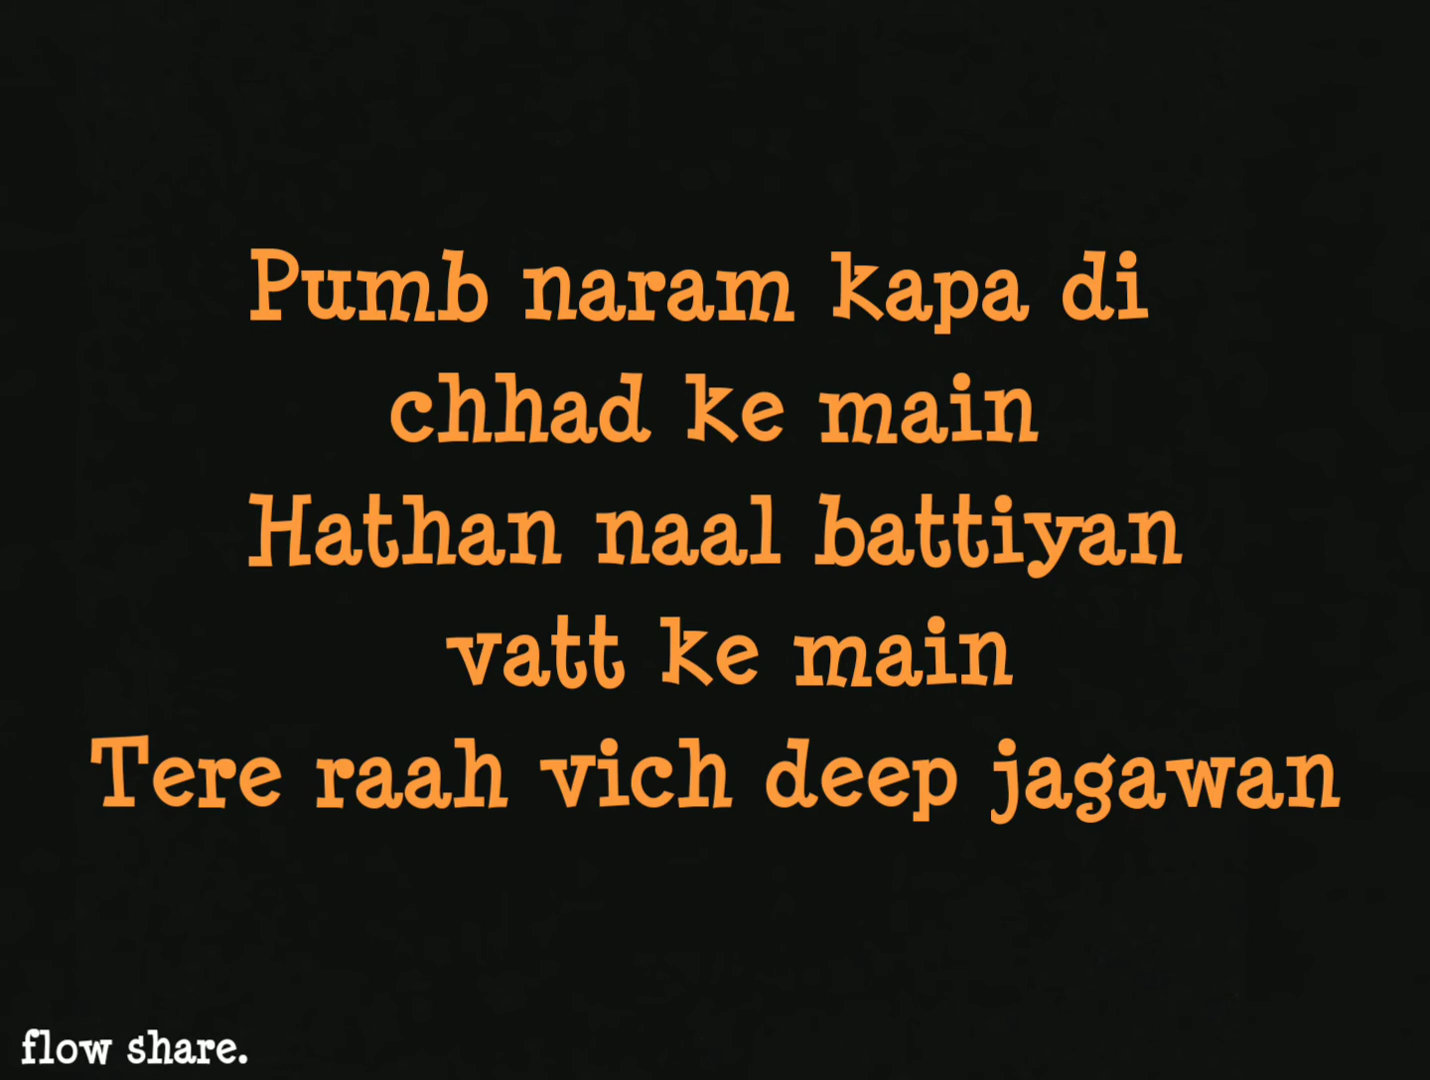 Pumb naram kapa di
chhad ke main
Hathan naal battiyan
vatt ke main
Tere raah vich deep jagawan
flow share.